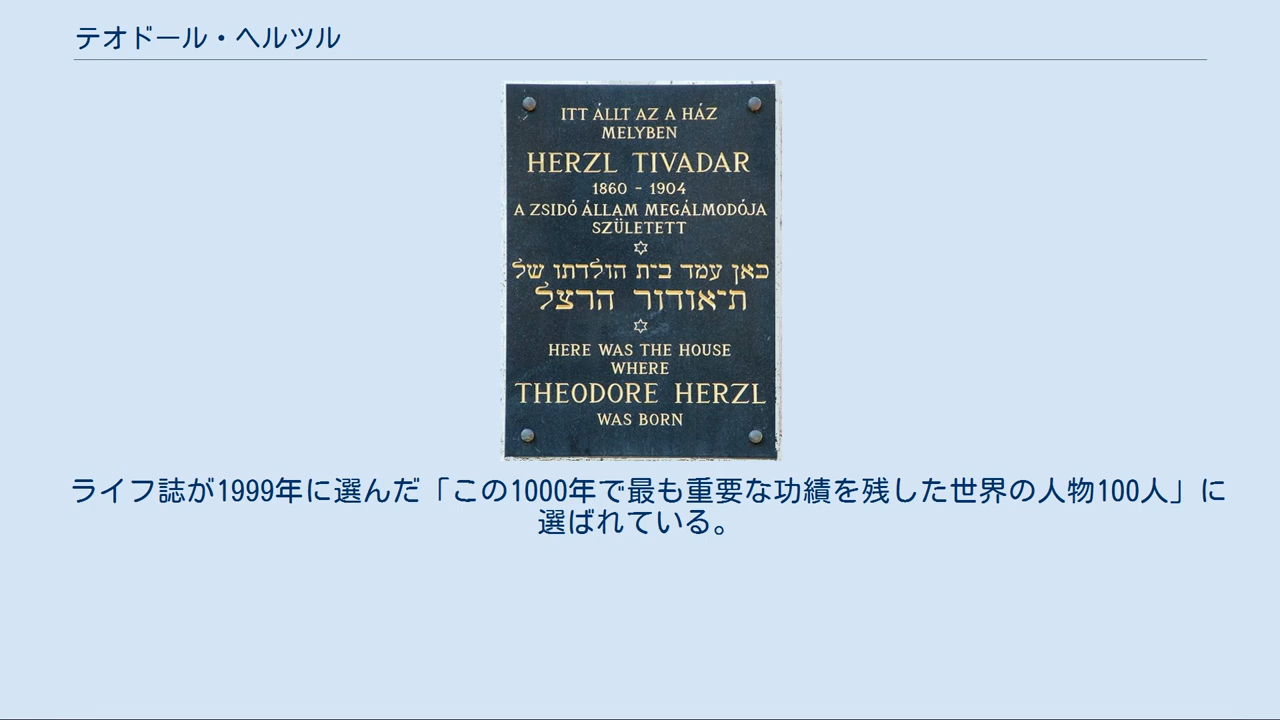 テオドール・ヘルツル
ITT ÁLLT AZ A HÁZ
MELYBEN
HERZL TIVADAR
1860 - 1904
A ZSIDÓ ÁLLAM MEGÁLMODÓJA
SZÜLETETT
כאן עמד בית הולדתו של
תיאודור הרצל
HERE WAS THE HOUSE
WHERE
THEODORE HERZL
WAS BORN
ライフ誌が1999年に選んだ「この1000年で最も重要な功績を残した世界の人物100人」に
選ばれている。